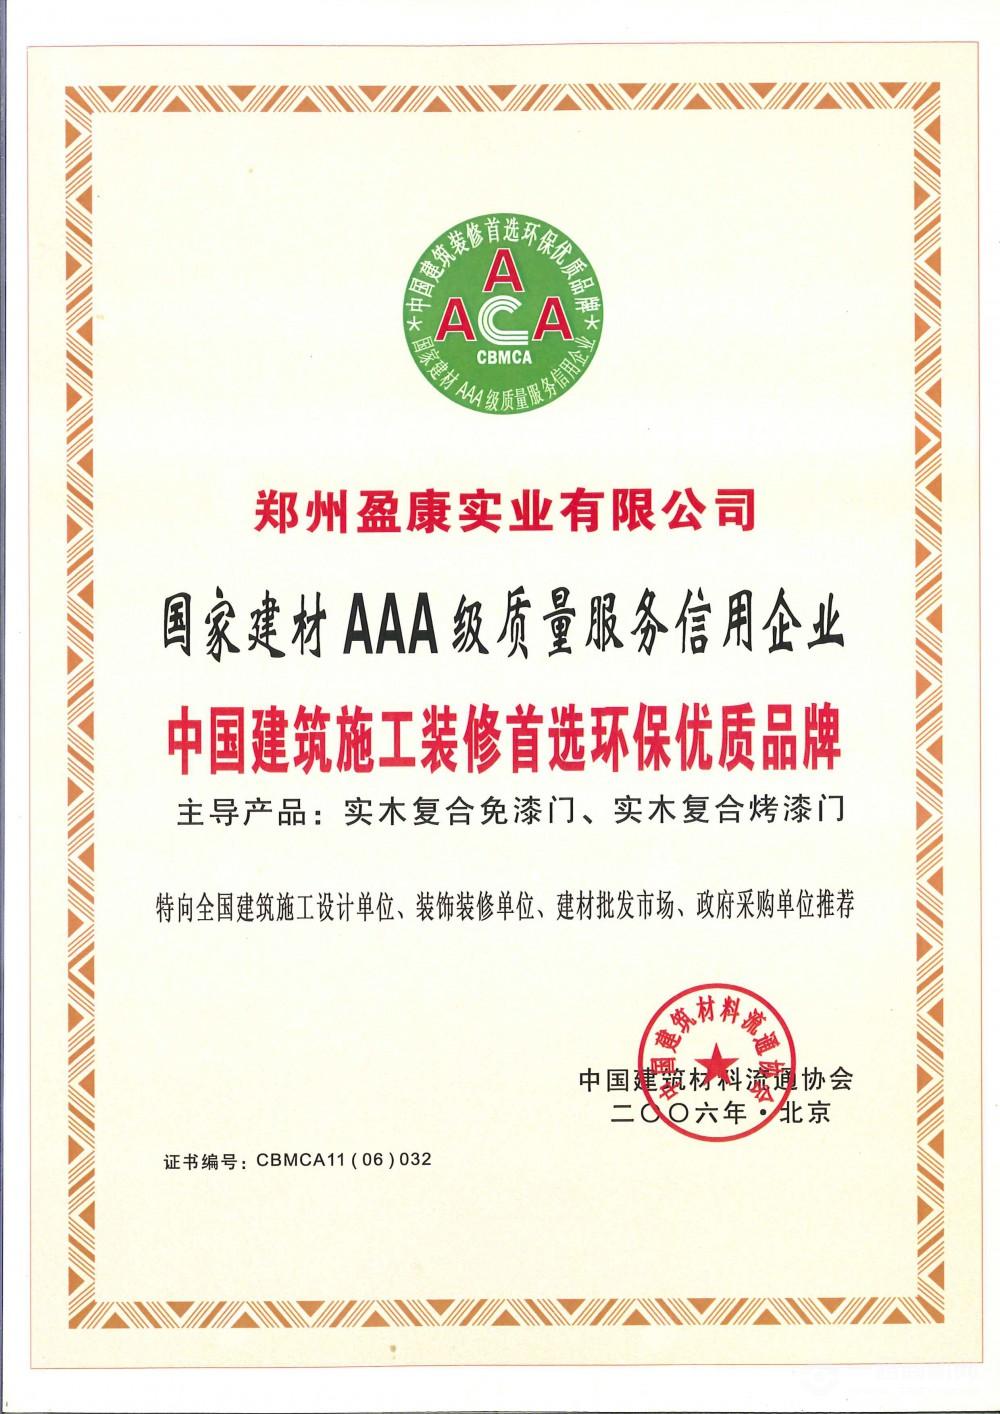 中国建筑装修首选环保优质品牌
A
A C A
CBMCA
国家建材AAA级质量服务信用企业
郑州盈康实业有限公司
国家建材AAA级质量服务信用企业
中国建筑施工装修首选环保优质品牌
主导产品：实木复合免漆门、实木复合烤漆门
特向全国建筑施工设计单位、装饰装修单位、建材批发市场、政府采购单位推荐
中国建筑材料流通协会
中国建筑材料流通协会
二〇〇六年·北京
证书编号：CBMCA11(06)032